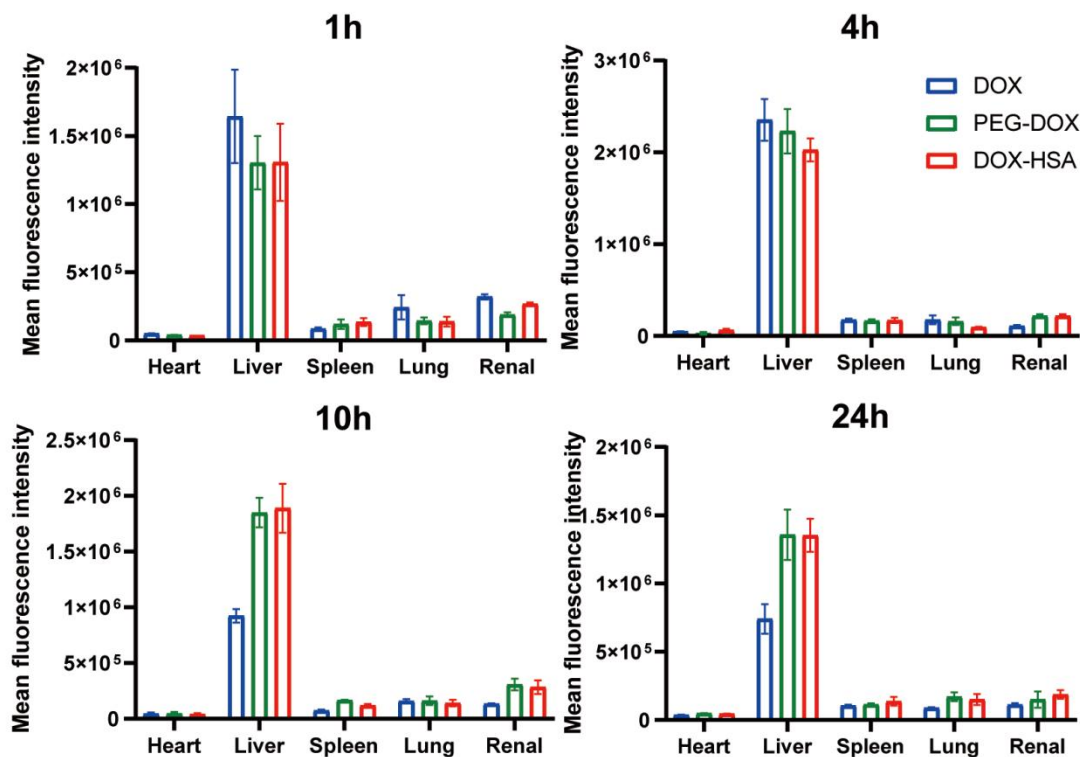 1h
Mean fluorescence intensity
2×10⁶
1.5×10⁶
1×10⁶
5×10⁵
0
Heart Liver Spleen Lung Renal
4h
Mean fluorescence intensity
3×10⁶
2×10⁶
1×10⁶
0
Heart Liver Spleen Lung Renal
DOX
PEG-DOX
DOX-HSA
10h
Mean fluorescence intensity
2.5×10⁶
2×10⁶
1.5×10⁶
1×10⁶
5×10⁵
0
Heart Liver Spleen Lung Renal
24h
Mean fluorescence intensity
2×10⁶
1.5×10⁶
1×10⁶
5×10⁵
0
Heart Liver Spleen Lung Renal